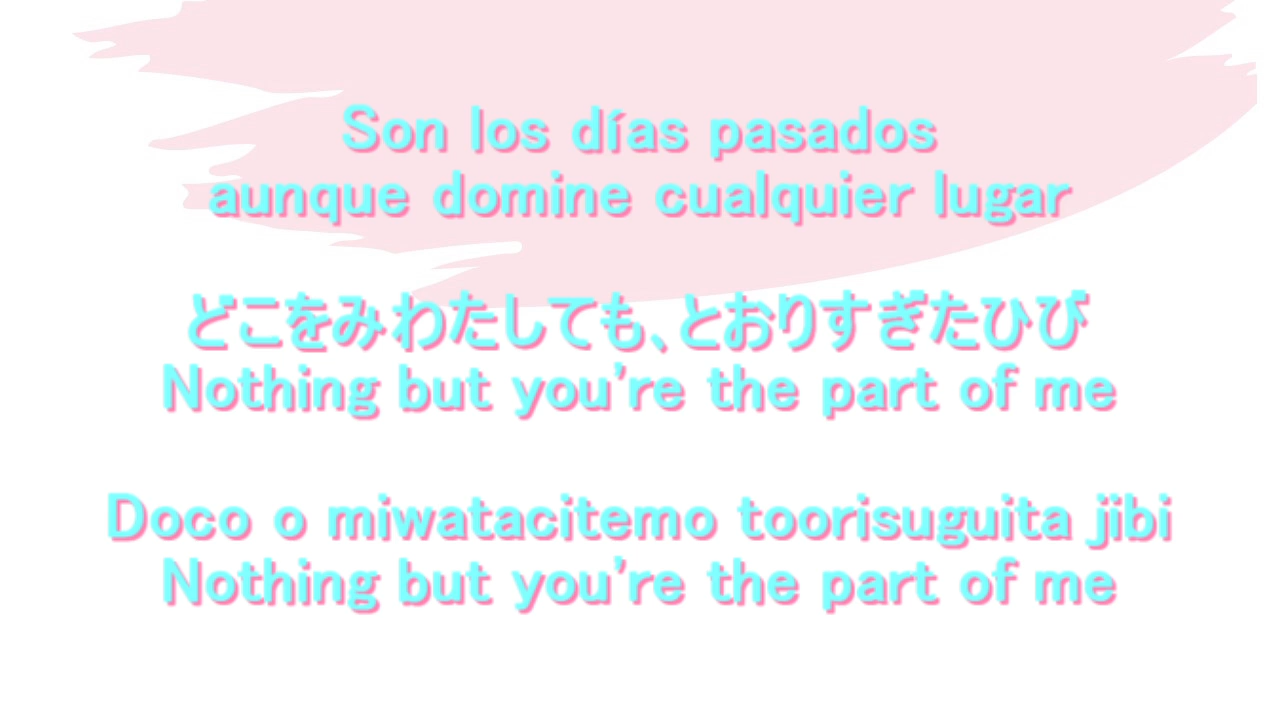 Son los días pasados
aunque domine cualquier lugar
どこをみわたしても、とおりすぎたひび
Nothing but you're the part of me
Doco o miwatacitemo toorisuguita jibi
Nothing but you're the part of me